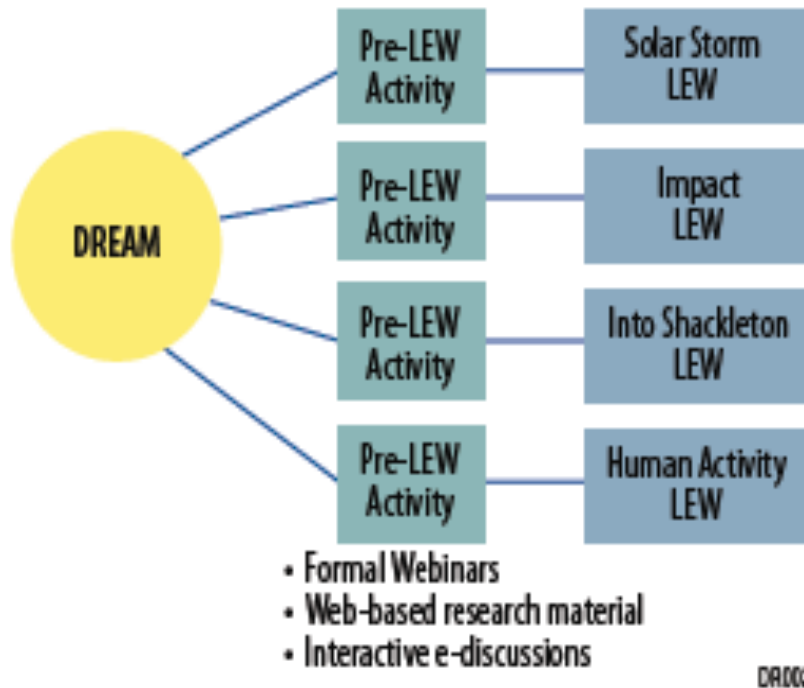 Pre-LEW
Activity
Solar Storm
LEW
DREAM
Pre-LEW
Activity
Impact
LEW
Pre-LEW
Activity
Into Shackleton
LEW
Pre-LEW
Activity
Human Activity
LEW
• Formal Webinars
• Web-based research material
• Interactive e-discussions